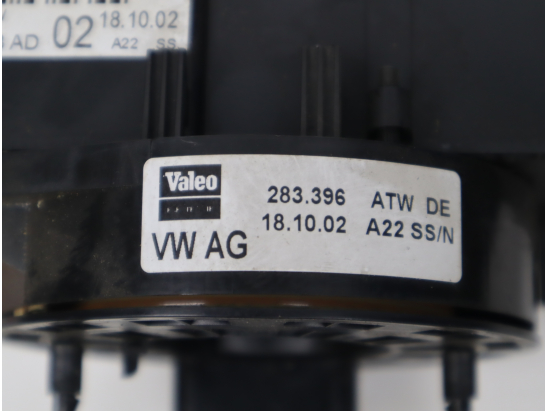 18.10.02
AD 02 A22 SS
Valeo
283.396 ATW DE
18.10.02 A22 SS/N
VW AG